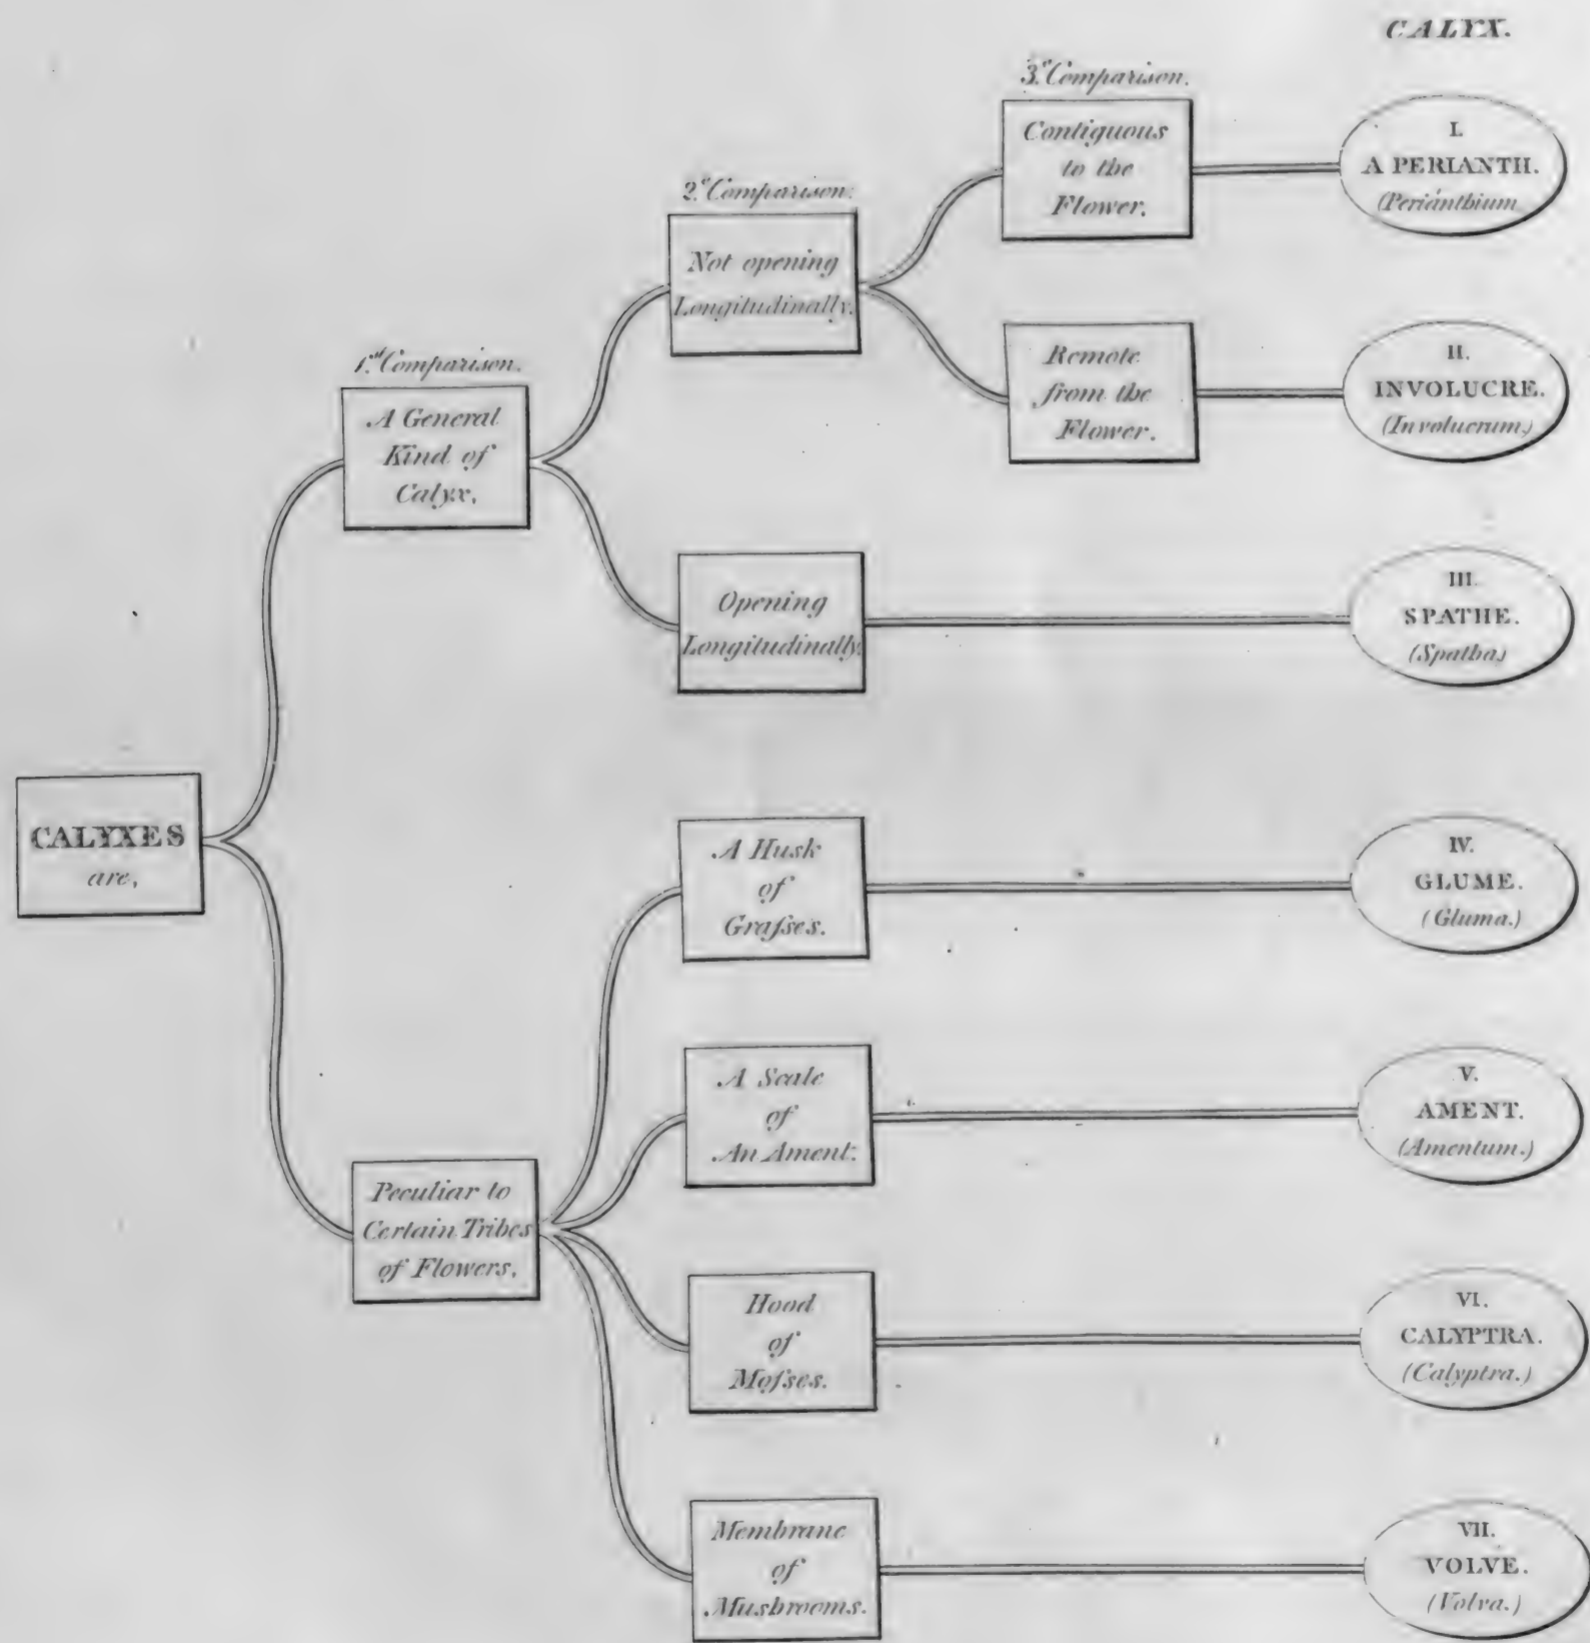 CALYX.
3.d Comparison.
Contiguous
to the
Flower.
I.
A PERIANTH.
(Periánthium
2.d Comparison.
Not opening
Longitudinally.
1.st Comparison.
A General
Kind of
Calyx.
Remote
from the
Flower.
II.
INVOLUCRE.
(Involucrum.)
Opening
Longitudinally.
III.
SPATHE.
(Spatha)
CALYXES
are,
A Husk
of
Graſses.
IV.
GLUME.
(Gluma.)
A Scale
of
An Ament.
V.
AMENT.
(Amentum.)
Peculiar to
Certain Tribes
of Flowers.
Hood
of
Moſses.
VI.
CALYPTRA.
(Calyptra.)
Membrane
of
Mushrooms.
VII.
VOLVE.
(Volva.)